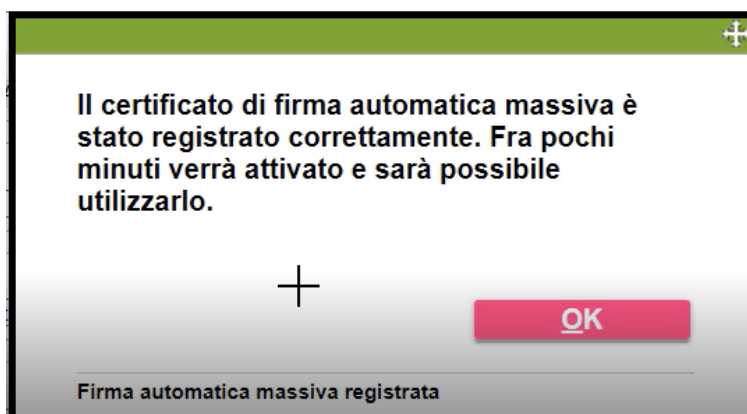 Il certificato di firma automatica massiva è
stato registrato correttamente. Fra pochi
minuti verrà attivato e sarà possibile
utilizzarlo.
OK
Firma automatica massiva registrata